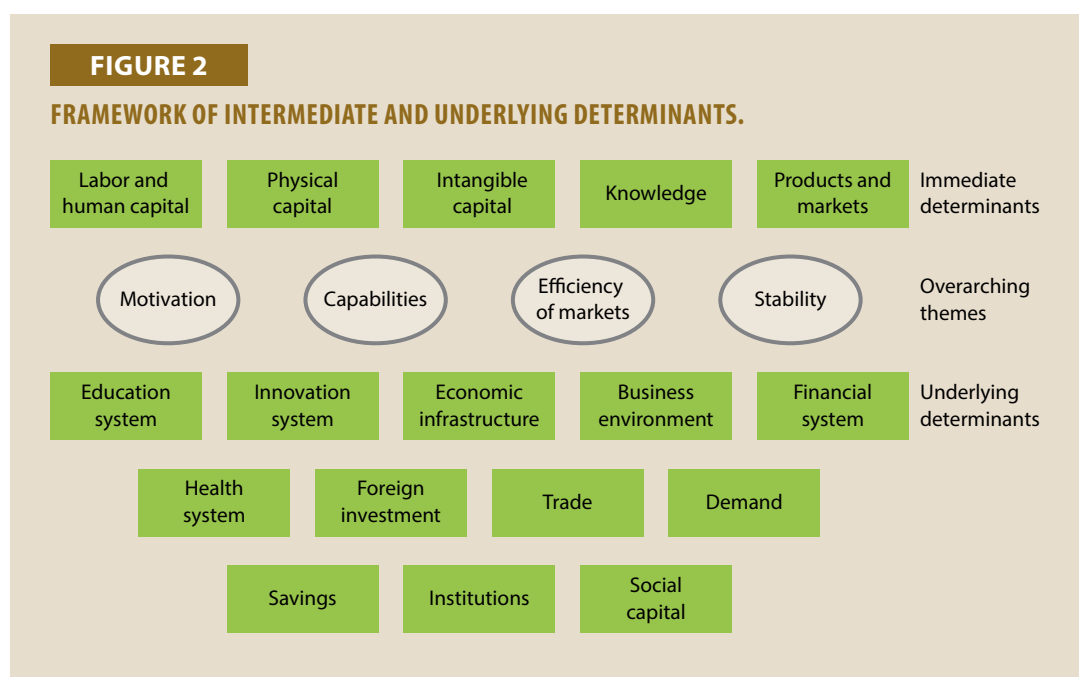 FIGURE 2
FRAMEWORK OF INTERMEDIATE AND UNDERLYING DETERMINANTS.
Labor and
human capital
Physical
capital
Intangible
capital
Knowledge
Products and
markets
Immediate
determinants
Motivation
Capabilities
Efficiency
of markets
Stability
Overarching
themes
Education
system
Innovation
system
Economic
infrastructure
Business
environment
Financial
system
Underlying
determinants
Health
system
Foreign
investment
Trade
Demand
Savings
Institutions
Social
capital